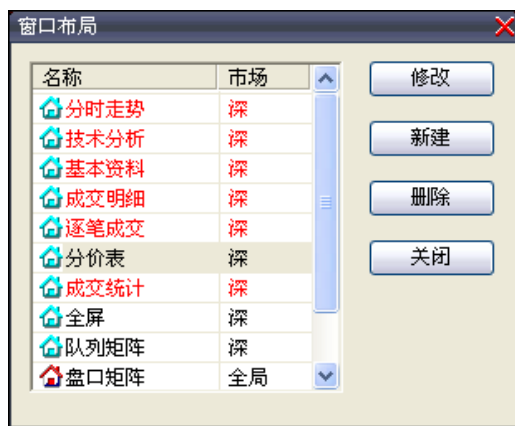 窗口布局
名称 市场
分时走势 深
技术分析 深
基本资料 深
成交明细 深
逐笔成交 深
分价表 深
成交统计 深
全屏 深
队列矩阵 深
盘口矩阵 全局
修改
新建
删除
关闭